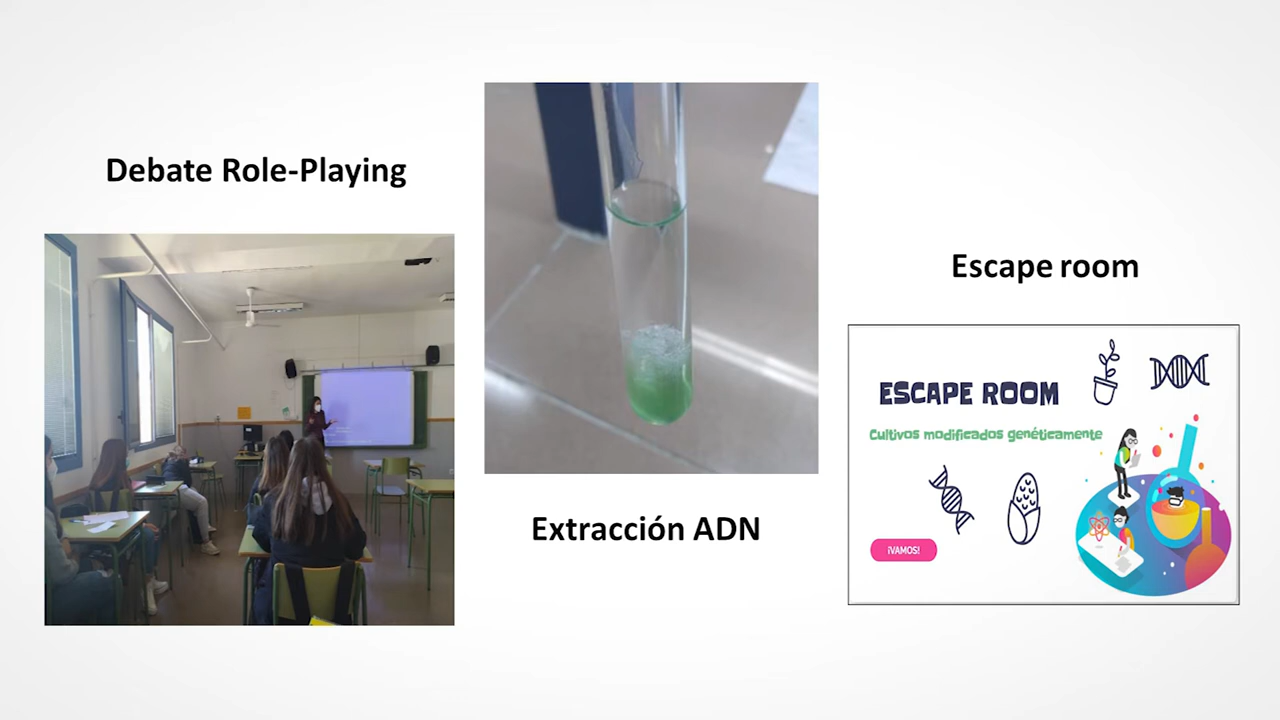 Debate Role-Playing
Extracción ADN
Escape room
ESCAPE ROOM
Cultivos modificados genéticamente
¡VAMOS!